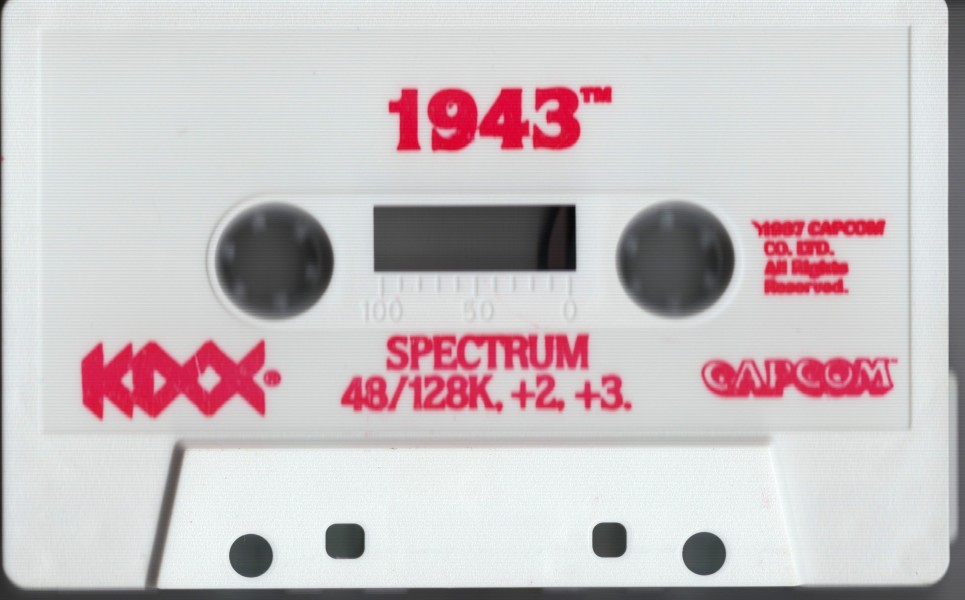 1943™
1987 CAPCOM
CO. LTD.
All Rights
Reserved.
100 50 0
KIXX®
SPECTRUM
48/128K, +2, +3.
CAPCOM™